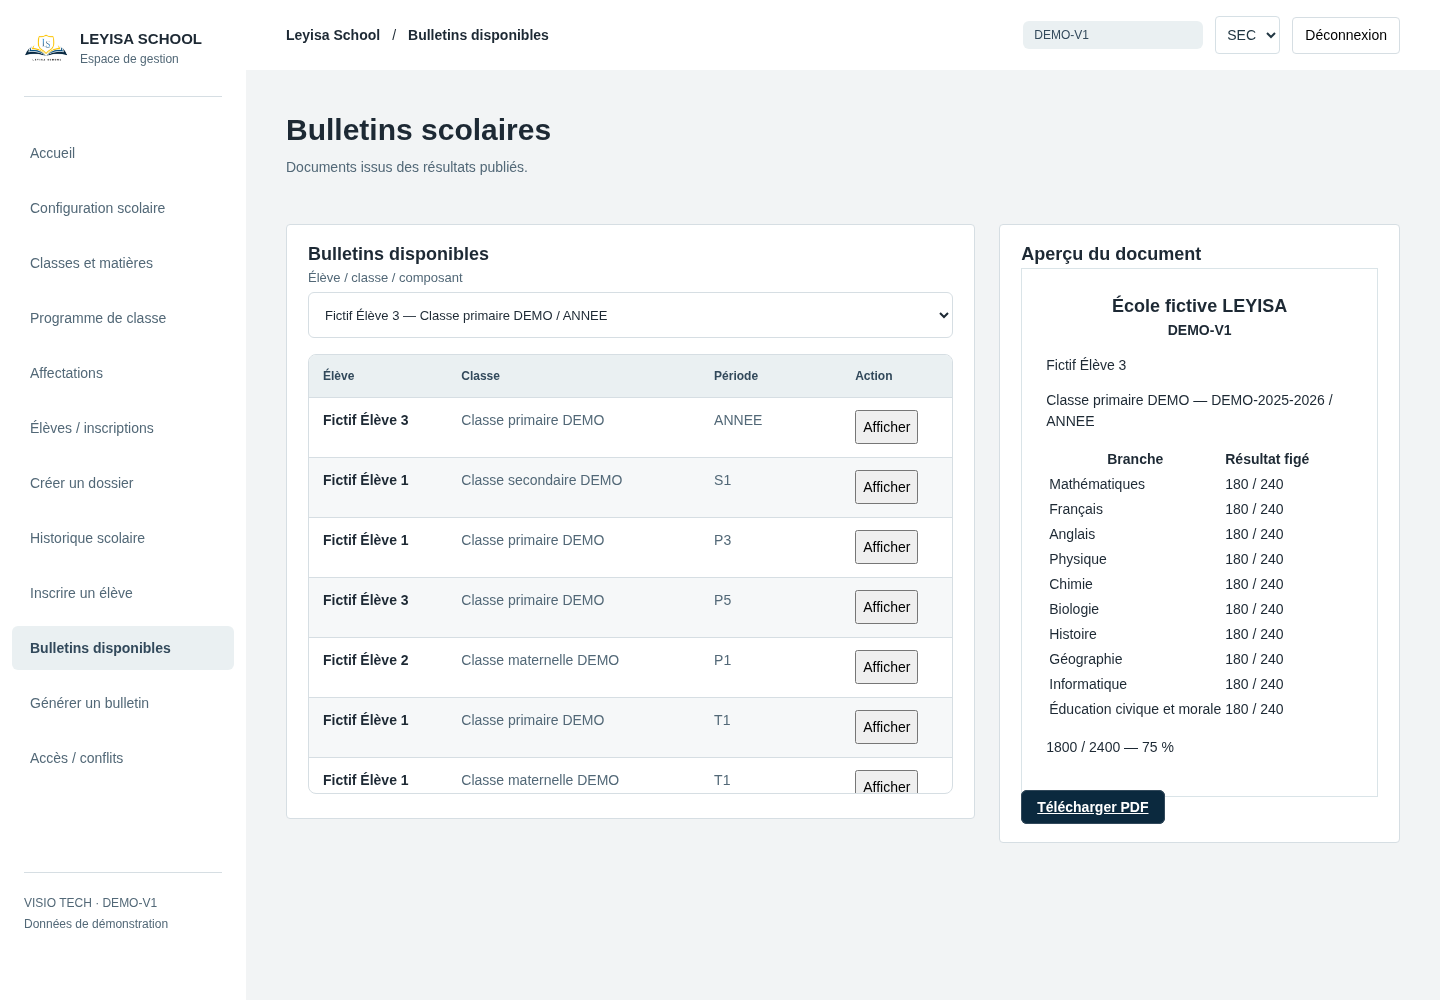 LEYISA SCHOOL
Espace de gestion
Accueil
Configuration scolaire
Classes et matières
Programme de classe
Affectations
Élèves / inscriptions
Créer un dossier
Historique scolaire
Inscrire un élève
Bulletins disponibles
Générer un bulletin
Accès / conflits
VISIO TECH · DEMO-V1
Données de démonstration
Leyisa School / Bulletins disponibles
DEMO-V1
SEC
Déconnexion
Bulletins scolaires
Documents issus des résultats publiés.
Bulletins disponibles
Élève / classe / composant
Fictif Élève 3 — Classe primaire DEMO / ANNEE
Élève Classe Période Action
Fictif Élève 3 Classe primaire DEMO ANNEE Afficher
Fictif Élève 1 Classe secondaire DEMO S1 Afficher
Fictif Élève 1 Classe primaire DEMO P3 Afficher
Fictif Élève 3 Classe primaire DEMO P5 Afficher
Fictif Élève 2 Classe maternelle DEMO P1 Afficher
Fictif Élève 1 Classe primaire DEMO T1 Afficher
Fictif Élève 1 Classe maternelle DEMO T1 Afficher
Aperçu du document
École fictive LEYISA
DEMO-V1
Fictif Élève 3
Classe primaire DEMO — DEMO-2025-2026 /
ANNEE
Branche Résultat figé
Mathématiques 180 / 240
Français 180 / 240
Anglais 180 / 240
Physique 180 / 240
Chimie 180 / 240
Biologie 180 / 240
Histoire 180 / 240
Géographie 180 / 240
Informatique 180 / 240
Éducation civique et morale 180 / 240
1800 / 2400 — 75 %
Télécharger PDF